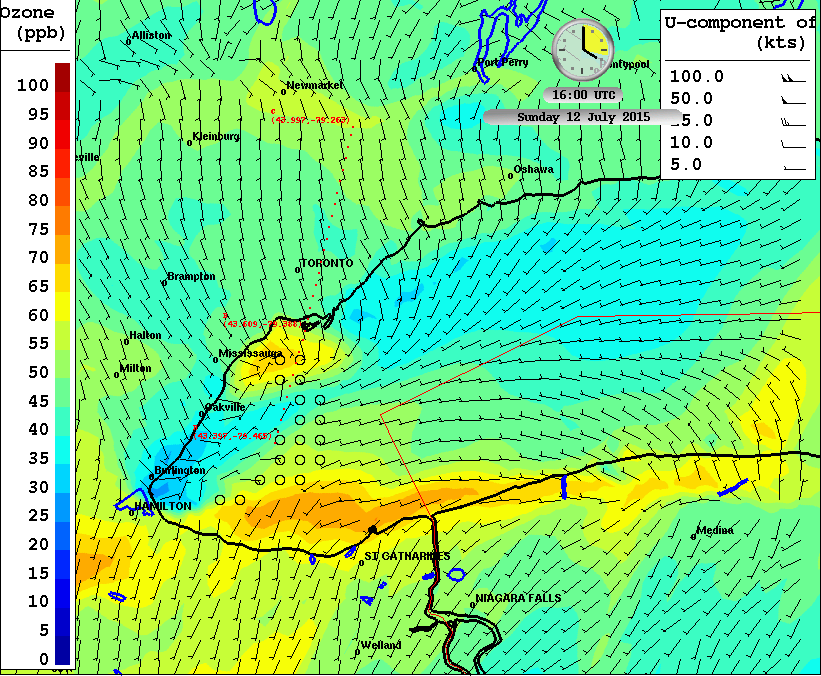 Ozone
(ppb)
100
95
90
85
80
75
70
65
60
55
50
45
40
35
30
25
20
15
10
5
0
U-component of
(kts)
100.0
50.0
5.0
10.0
5.0
16:00 UTC
Sunday 12 July 2015
Alliston
Port Perry
Newmarket
Kleinburg
eville
Oshawa
TORONTO
Brampton
Halton
Mississauga
Milton
Oakville
Burlington
HAMILTON
ST CATHARINES
Medina
NIAGARA FALLS
Welland